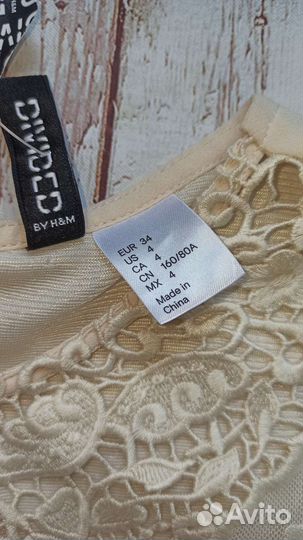 DIVIDED
BY H&M
EUR 34
US 4
CA 4
CN 160/80A
MX 4
Made in
China
Avito